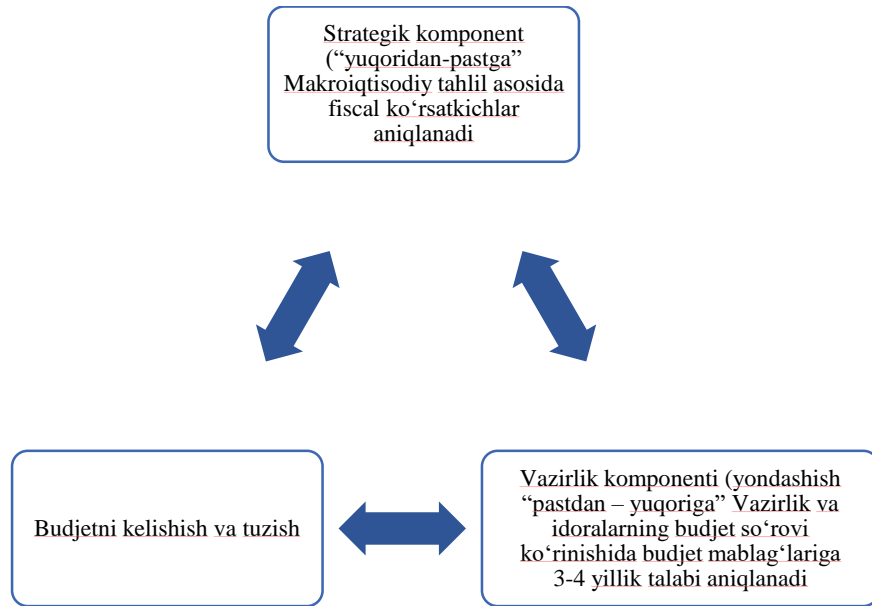 Strategik komponent
(“yuqoridan-pastga”
Makroiqtisodiy tahlil asosida
fiscal ko‘rsatkichlar
aniqlanadi
Budjetni kelishish va tuzish
Vazirlik komponenti (yondashish
“pastdan – yuqoriga” Vazirlik va
idoralarning budjet so‘rovi
ko‘rinishida budjet mablag‘lariga
3-4 yillik talabi aniqlanadi